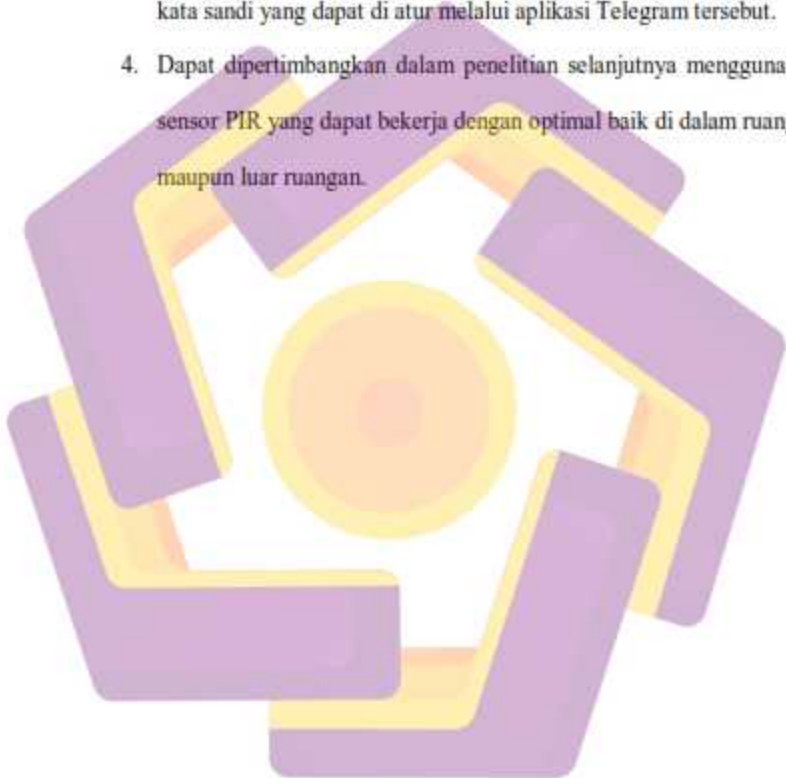 kata sandi yang dapat di atur melalui aplikasi Telegram tersebut.
4. Dapat dipertimbangkan dalam penelitian selanjutnya mengguna
sensor PIR yang dapat bekerja dengan optimal baik di dalam ruan
maupun luar ruangan.